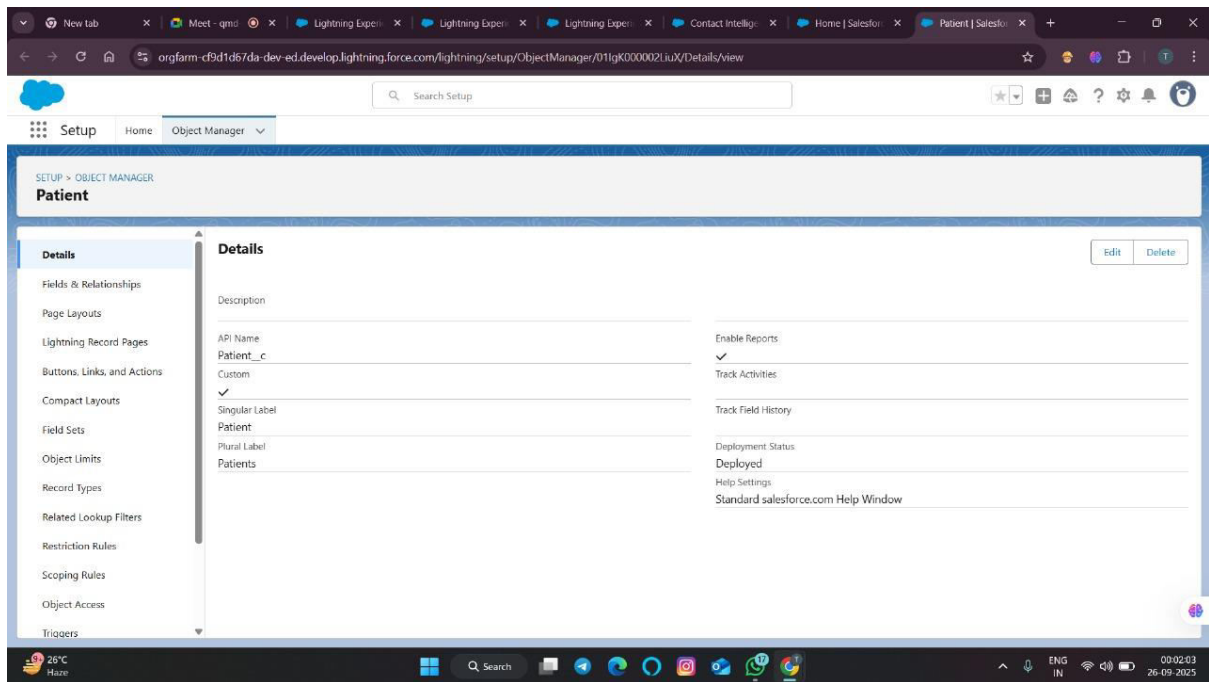 New tab
Meet - qmd
Lightning Experi
Lightning Experi
Lightning Experi
Contact Intellige
Home | Salesfor
Patient | Salesfor
orgfarm-cf9d1d67da-dev-ed.develop.lightning.force.com/lightning/setup/ObjectManager/01IgK000002LiuX/Details/view
T
Search Setup
Setup
Home
Object Manager
SETUP > OBJECT MANAGER
Patient
Details
Fields & Relationships
Page Layouts
Lightning Record Pages
Buttons, Links, and Actions
Compact Layouts
Field Sets
Object Limits
Record Types
Related Lookup Filters
Restriction Rules
Scoping Rules
Object Access
Triggers
Details
Edit
Delete
Description
API Name
Patient__c
Custom
Singular Label
Patient
Plural Label
Patients
Enable Reports
Track Activities
Track Field History
Deployment Status
Deployed
Help Settings
Standard salesforce.com Help Window
9+
26°C
Haze
Search
17
ENG
IN
00:02:03
26-09-2025